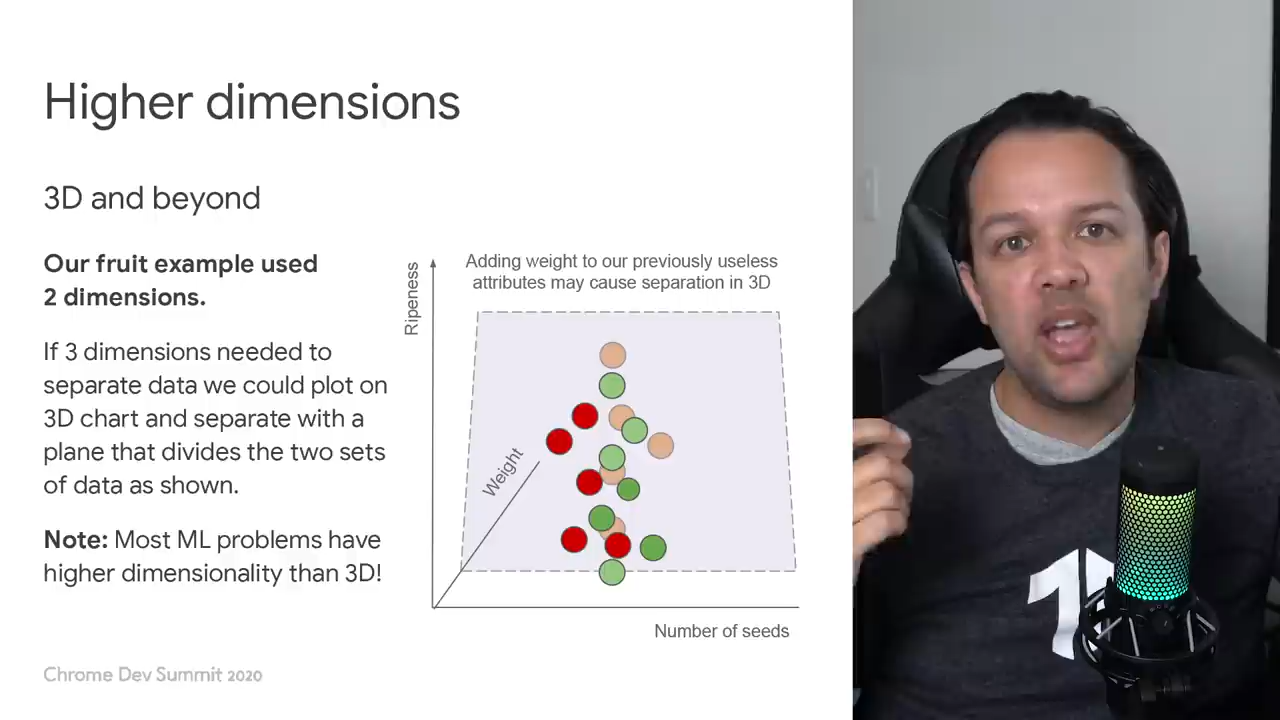 Higher dimensions
3D and beyond
Our fruit example used
2 dimensions.
If 3 dimensions needed to
separate data we could plot on
3D chart and separate with a
plane that divides the two sets
of data as shown.
Note: Most ML problems have
higher dimensionality than 3D!
Adding weight to our previously useless
attributes may cause separation in 3D
Ripeness
Weight
Number of seeds
Chrome Dev Summit 2020